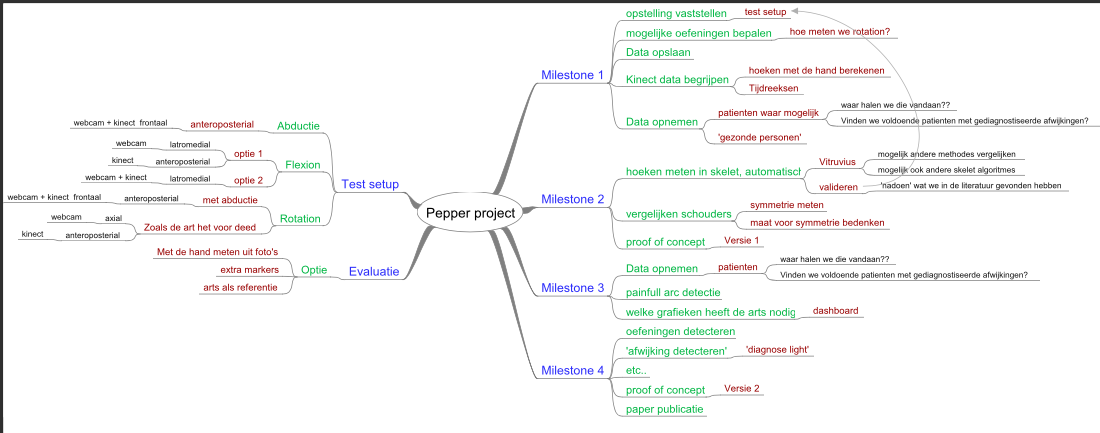 Pepper project
Milestone 1
opstelling vaststellen
test setup
mogelijke oefeningen bepalen
hoe meten we rotation?
Data opslaan
Kinect data begrijpen
hoeken met de hand berekenen
Tijdreeksen
Data opnemen
patienten waar mogelijk
waar halen we die vandaan??
Vinden we voldoende patienten met gediagnostiseerde afwijkingen?
'gezonde personen'
Milestone 2
hoeken meten in skelet, automatisch
Vitruvius
mogelijk andere methodes vergelijken
mogelijk ook andere skelet algoritmes
valideren
'nadoen' wat we in de literatuur gevonden hebben
vergelijken schouders
symmetrie meten
maat voor symmetrie bedenken
proof of concept
Versie 1
Milestone 3
Data opnemen
patienten
waar halen we die vandaan??
Vinden we voldoende patienten met gediagnostiseerde afwijkingen?
painfull arc detectie
welke grafieken heeft de arts nodig
dashboard
Milestone 4
oefeningen detecteren
'afwijking detecteren'
'diagnose light'
etc..
proof of concept
Versie 2
paper publicatie
Test setup
Abductie
anteroposterial
webcam + kinect frontaal
Flexion
optie 1
latromedial
webcam
anteroposterial
kinect
optie 2
latromedial
webcam + kinect
Rotation
met abductie
anteroposterial
webcam + kinect frontaal
Zoals de art het voor deed
axial
webcam
anteroposterial
kinect
Evaluatie
Optie
Met de hand meten uit foto's
extra markers
arts als referentie